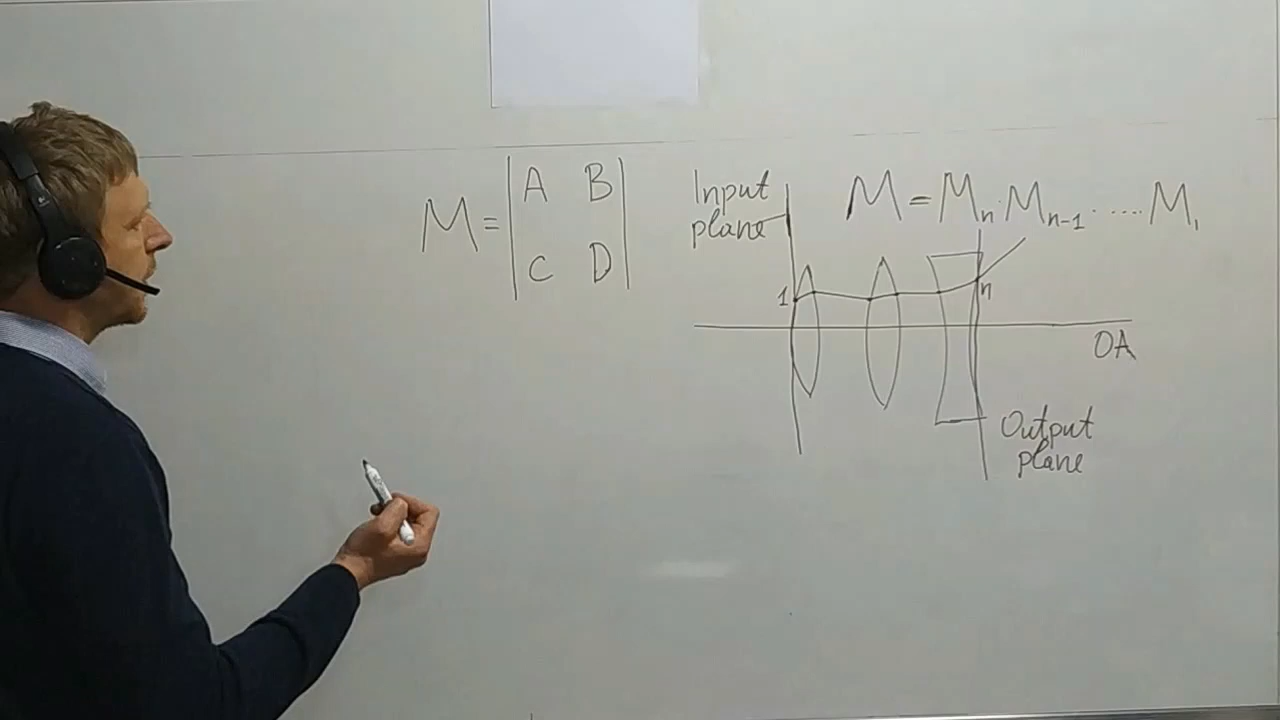 M = | A B |
| C D |
Input
plane
M = Mₙ · Mₙ₋₁ · ..... M₁
1
n
OA
Output
plane